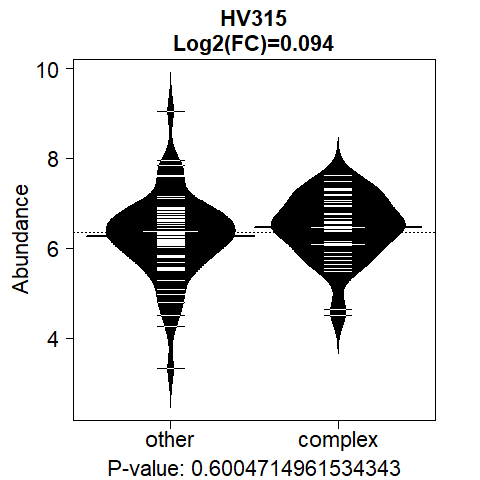 HV315
Log2(FC)=0.094
Abundance
10
8
6
4
other complex
P-value: 0.6004714961534343